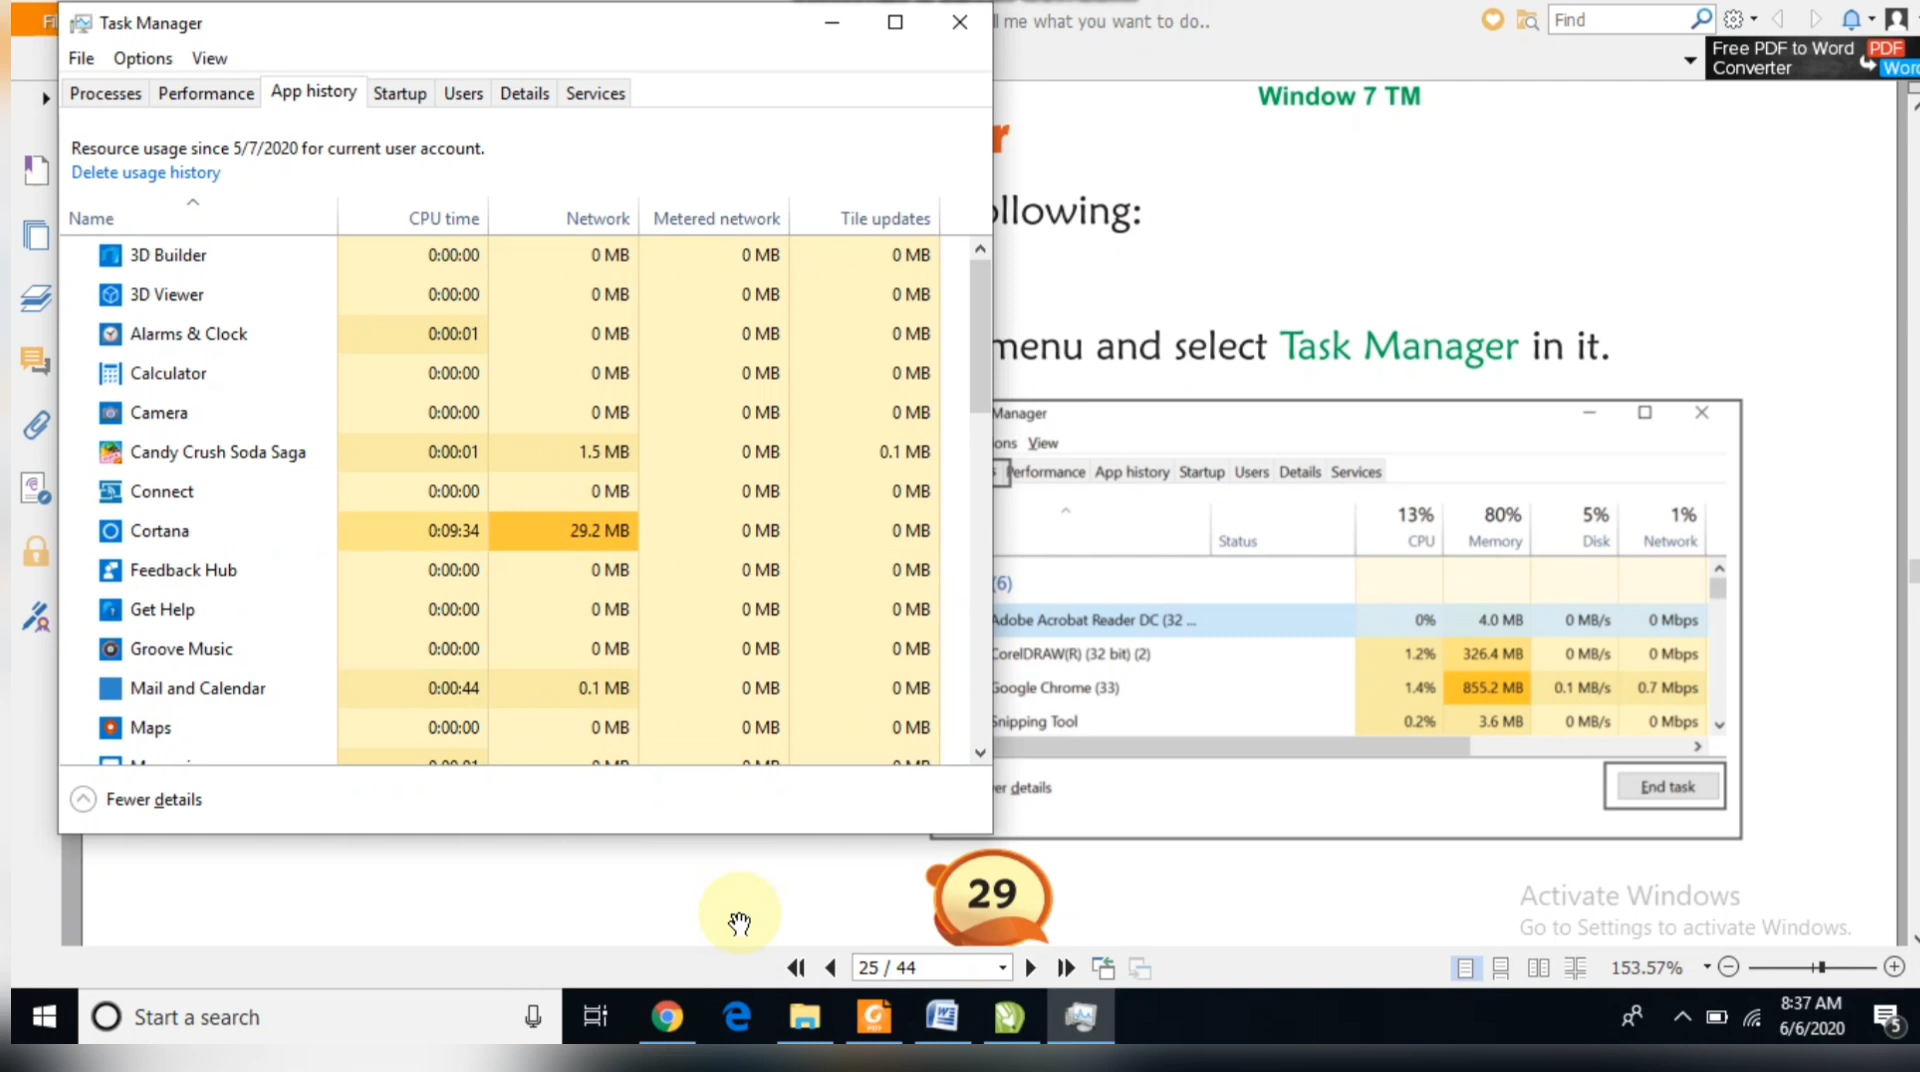 Task Manager
File Options View
Processes Performance App history Startup Users Details Services
Resource usage since 5/7/2020 for current user account.
Delete usage history
Name CPU time Network Metered network Tile updates
3D Builder 0:00:00 0 MB 0 MB 0 MB
3D Viewer 0:00:00 0 MB 0 MB 0 MB
Alarms & Clock 0:00:01 0 MB 0 MB 0 MB
Calculator 0:00:00 0 MB 0 MB 0 MB
Camera 0:00:00 0 MB 0 MB 0 MB
Candy Crush Soda Saga 0:00:01 1.5 MB 0 MB 0.1 MB
Connect 0:00:00 0 MB 0 MB 0 MB
Cortana 0:09:34 29.2 MB 0 MB 0 MB
Feedback Hub 0:00:00 0 MB 0 MB 0 MB
Get Help 0:00:00 0 MB 0 MB 0 MB
Groove Music 0:00:00 0 MB 0 MB 0 MB
Mail and Calendar 0:00:44 0.1 MB 0 MB 0 MB
Maps 0:00:00 0 MB 0 MB 0 MB
Fewer details
me what you want to do..
Find
Free PDF to Word
Converter
PDF
Word
Window 7 TM
ollowing:
menu and select Task Manager in it.
Manager
ons View
Performance App history Startup Users Details Services
13% 80% 5% 1%
Status CPU Memory Disk Network
(6)
Adobe Acrobat Reader DC (32 ... 0% 4.0 MB 0 MB/s 0 Mbps
CorelDRAW(R) (32 bit) (2) 1.2% 326.4 MB 0 MB/s 0 Mbps
Google Chrome (33) 1.4% 855.2 MB 0.1 MB/s 0.7 Mbps
Snipping Tool 0.2% 3.6 MB 0 MB/s 0 Mbps
er details
End task
29
Activate Windows
Go to Settings to activate Windows.
25 / 44
153.57%
Start a search
8:37 AM
6/6/2020
5